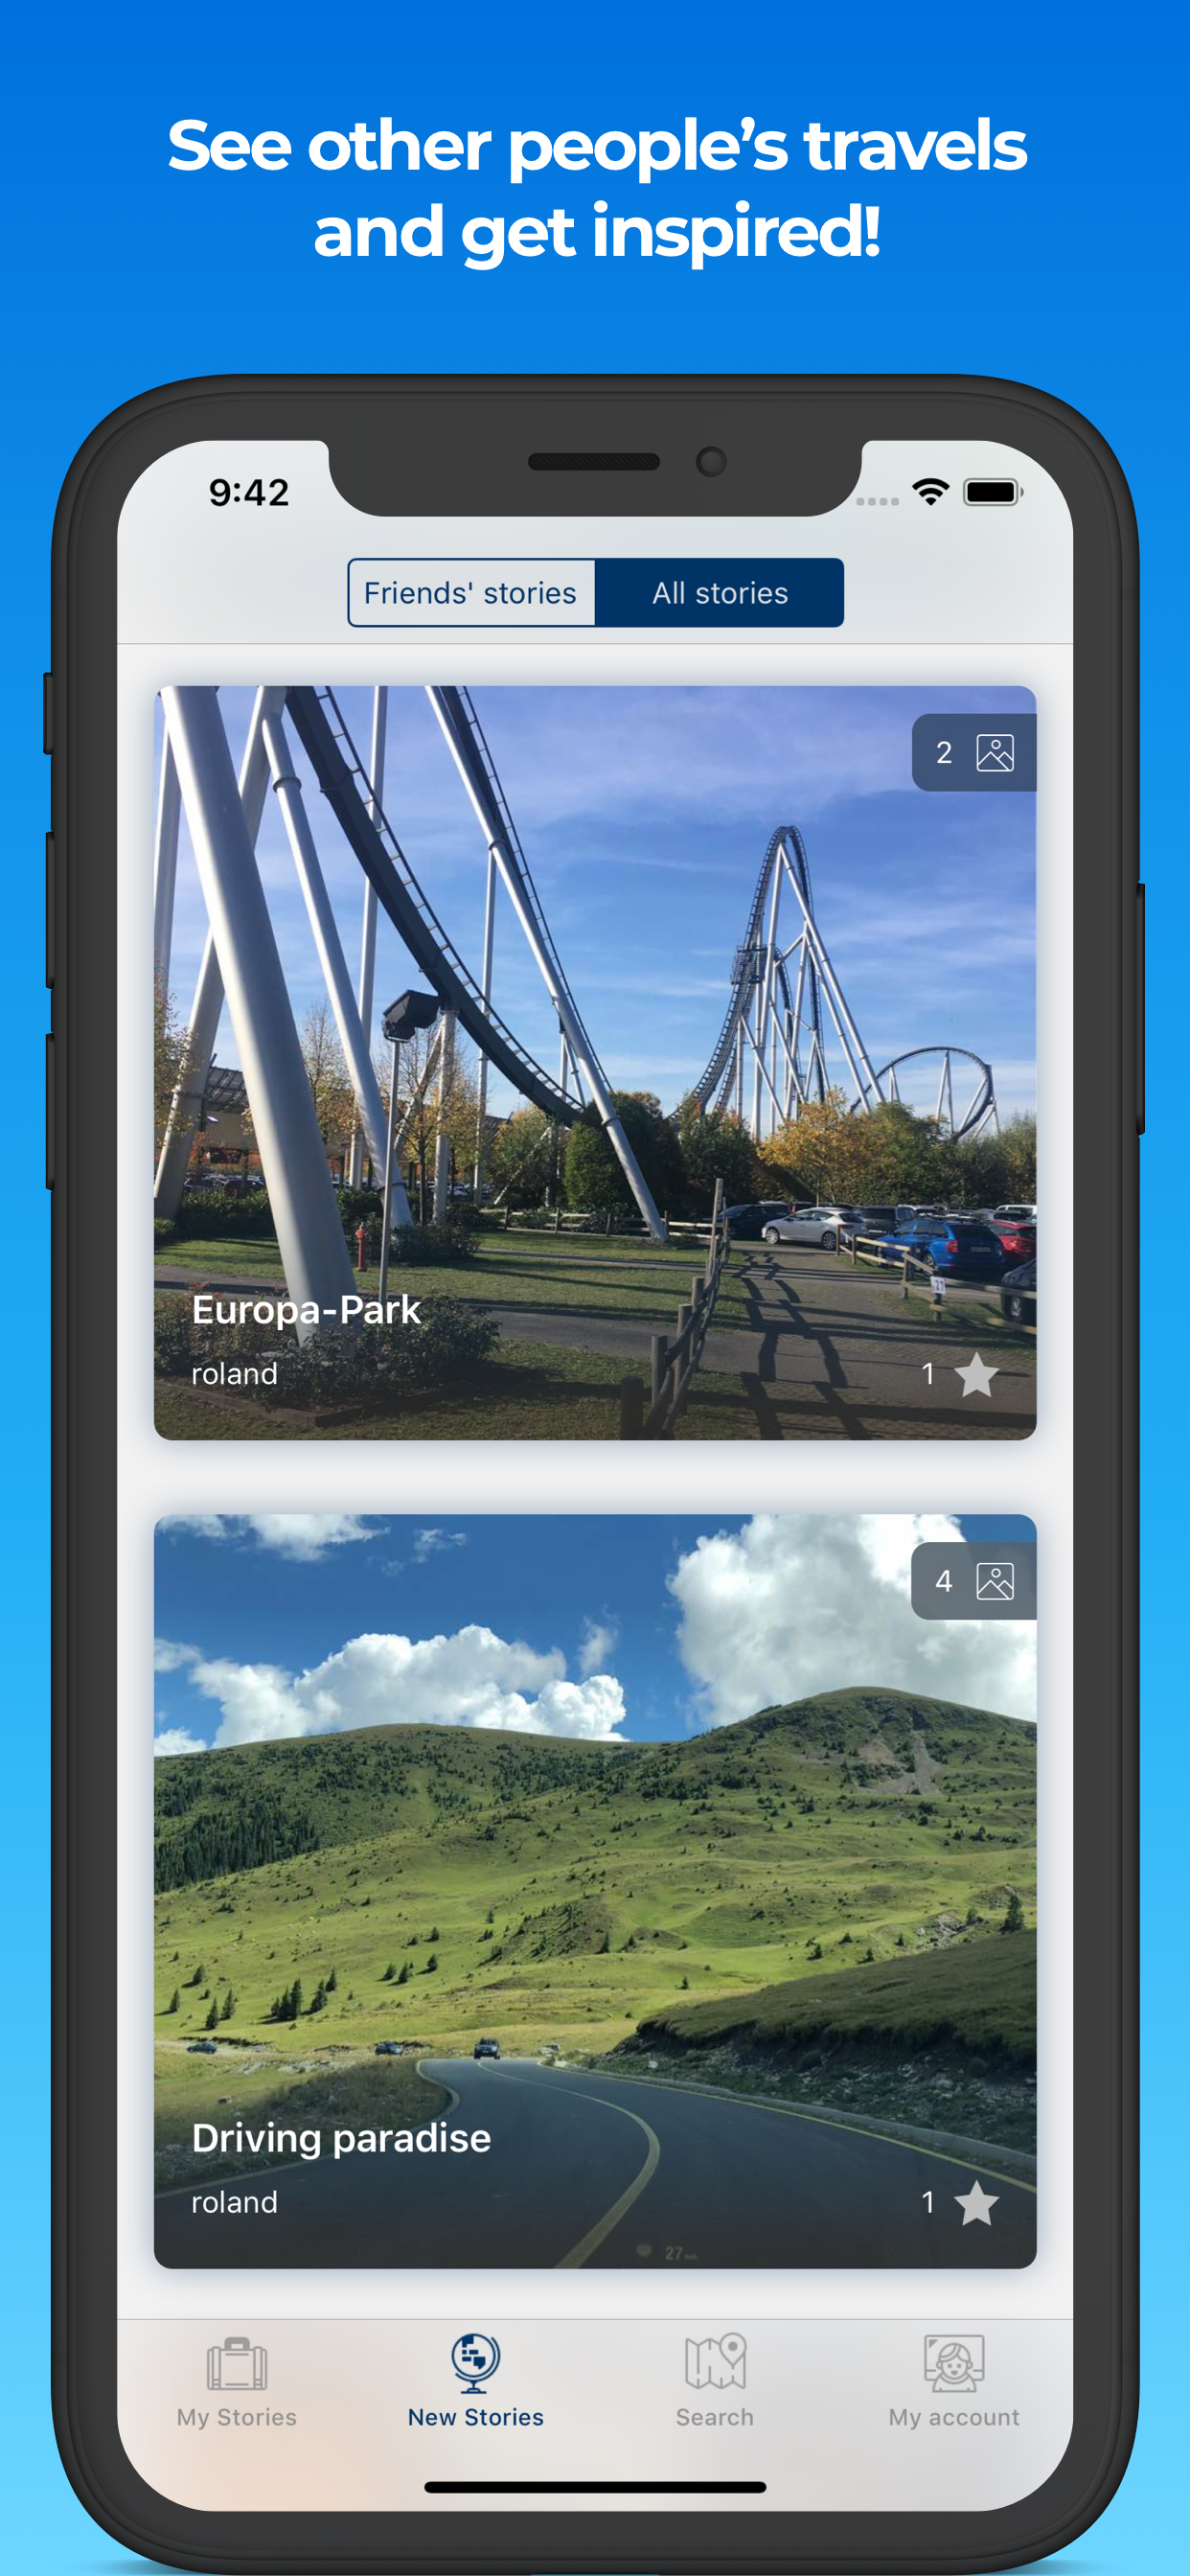 See other people’s travels
and get inspired!
9:42
Friends' stories
All stories
2
Europa-Park
roland
1
4
Driving paradise
roland
1
27
My Stories
New Stories
Search
My account